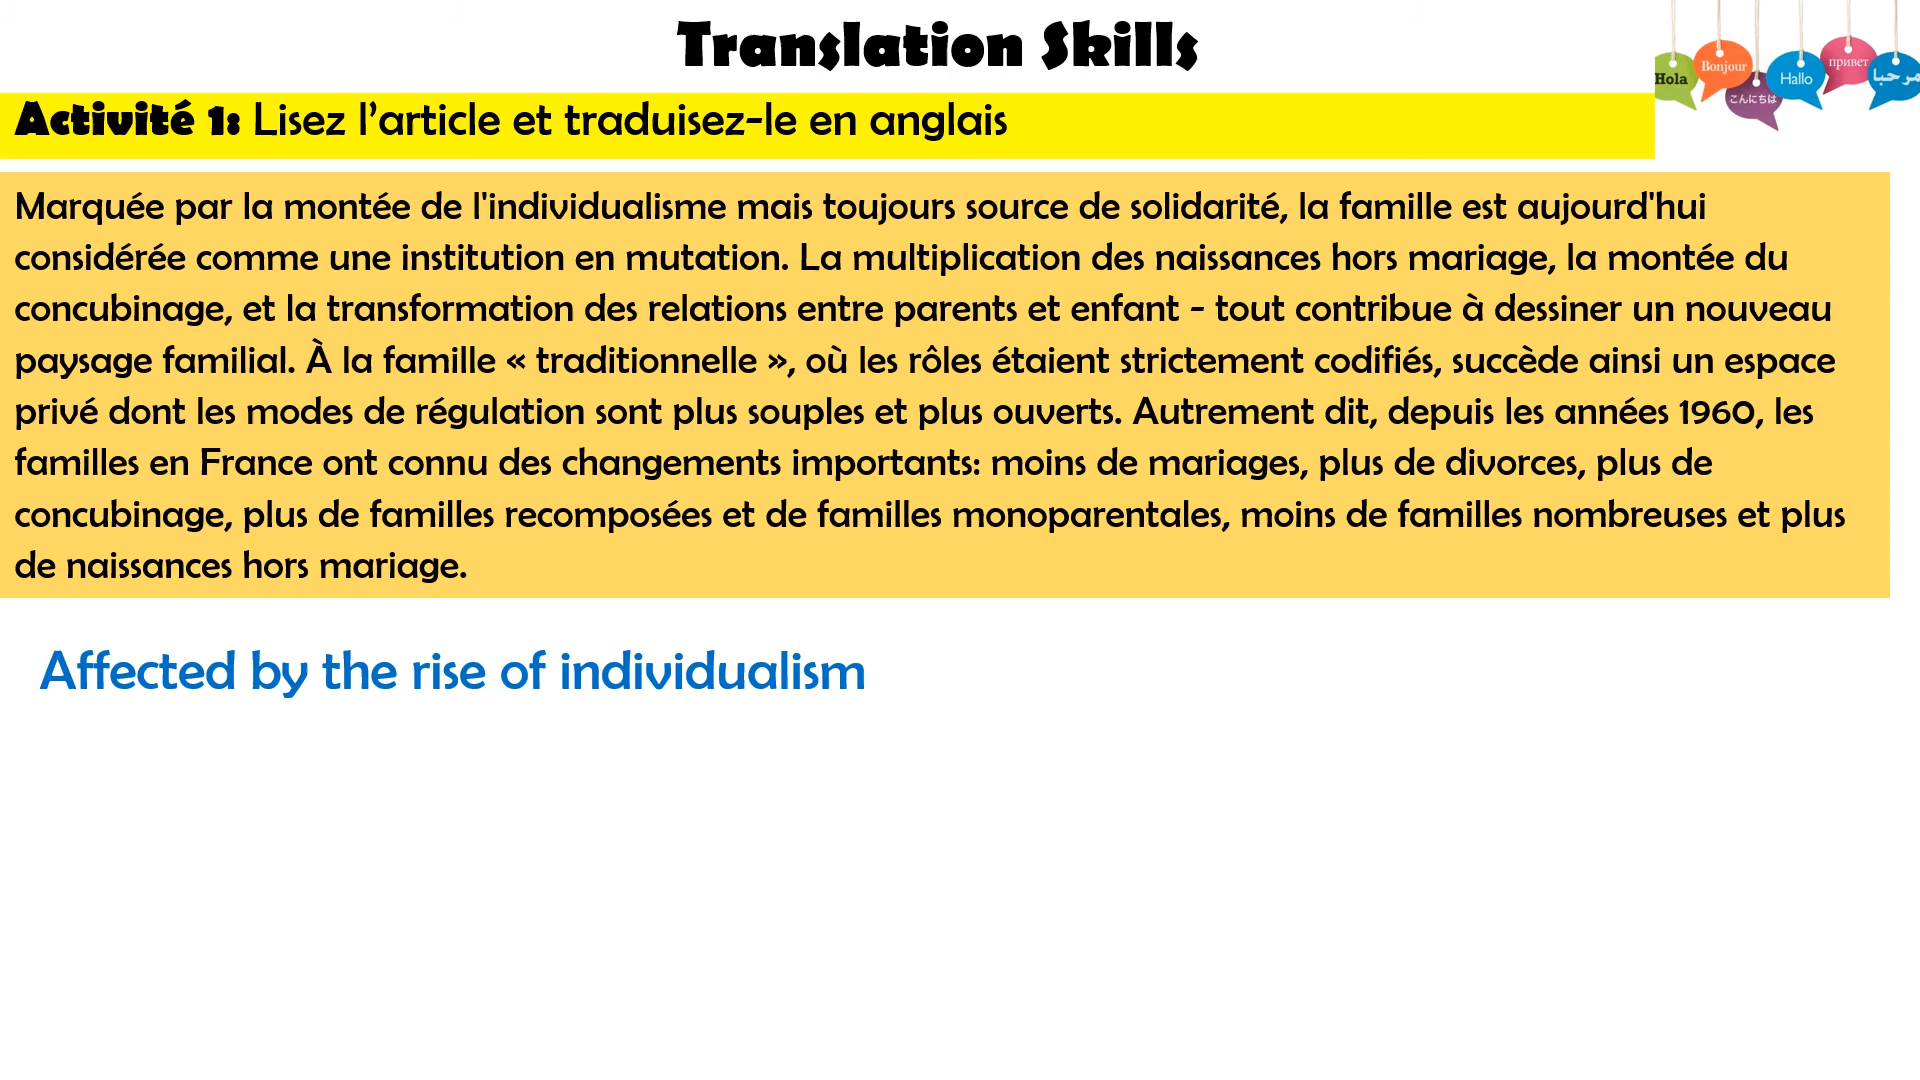 Translation Skills
Hola
Bonjour
こんにちは
Hallo
привет
مرحبا
Activité 1: Lisez l’article et traduisez-le en anglais
Marquée par la montée de l'individualisme mais toujours source de solidarité, la famille est aujourd'hui
considérée comme une institution en mutation. La multiplication des naissances hors mariage, la montée du
concubinage, et la transformation des relations entre parents et enfant - tout contribue à dessiner un nouveau
paysage familial. À la famille « traditionnelle », où les rôles étaient strictement codifiés, succède ainsi un espace
privé dont les modes de régulation sont plus souples et plus ouverts. Autrement dit, depuis les années 1960, les
familles en France ont connu des changements importants: moins de mariages, plus de divorces, plus de
concubinage, plus de familles recomposées et de familles monoparentales, moins de familles nombreuses et plus
de naissances hors mariage.
Affected by the rise of individualism